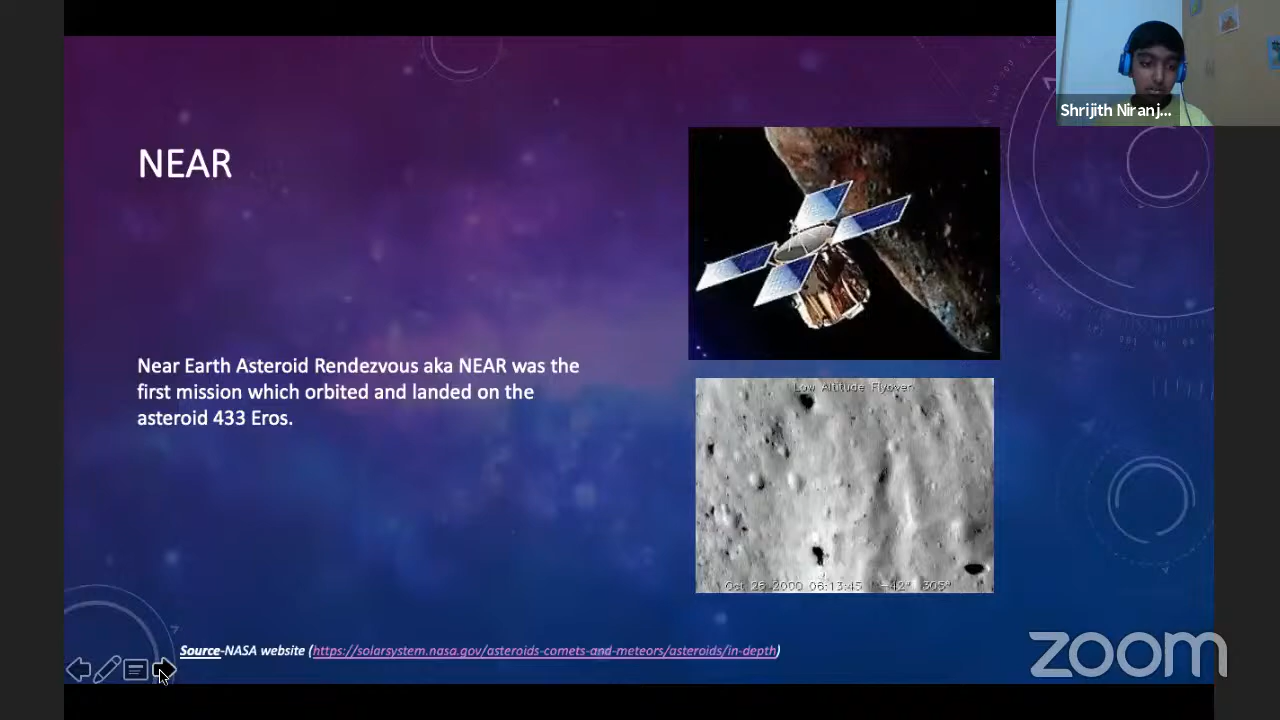 Shrijith Niranj...
NEAR
Near Earth Asteroid Rendezvous aka NEAR was the
first mission which orbited and landed on the
asteroid 433 Eros.
Low Altitude Flyover
Oct 26 2000 06:13:45 -42° 305°
Source-NASA website (https://solarsystem.nasa.gov/asteroids-comets-and-meteors/asteroids/in-depth)
zoom